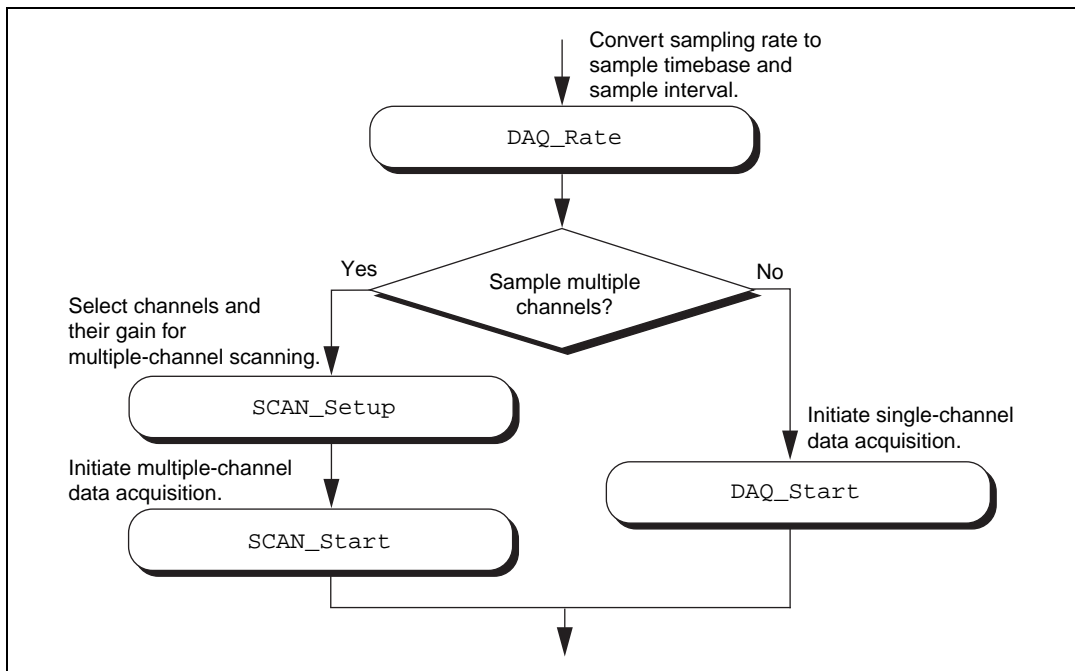 Convert sampling rate to
sample timebase and
sample interval.
DAQ_Rate
Sample multiple
channels?
Yes
No
Select channels and
their gain for
multiple-channel scanning.
SCAN_Setup
Initiate multiple-channel
data acquisition.
SCAN_Start
Initiate single-channel
data acquisition.
DAQ_Start